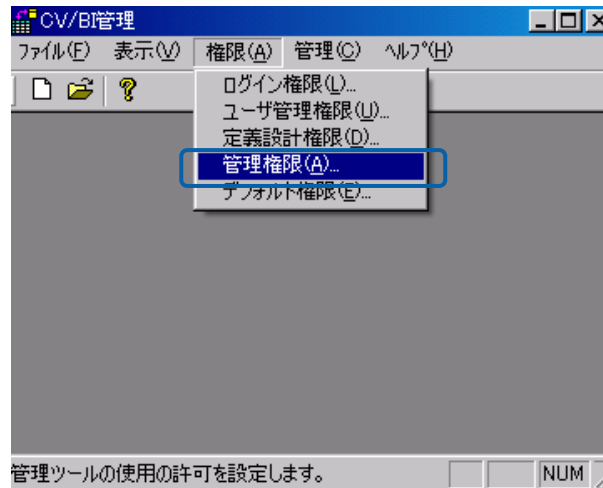 CV/BI管理
ファイル(F) 表示(V) 権限(A) 管理(C) ヘルプ(H)
ログイン権限(L)...
ユーザ管理権限(U)...
定義設計権限(D)...
管理権限(A)...
デフォルト権限(E)...
管理ツールの使用の許可を設定します。 NUM